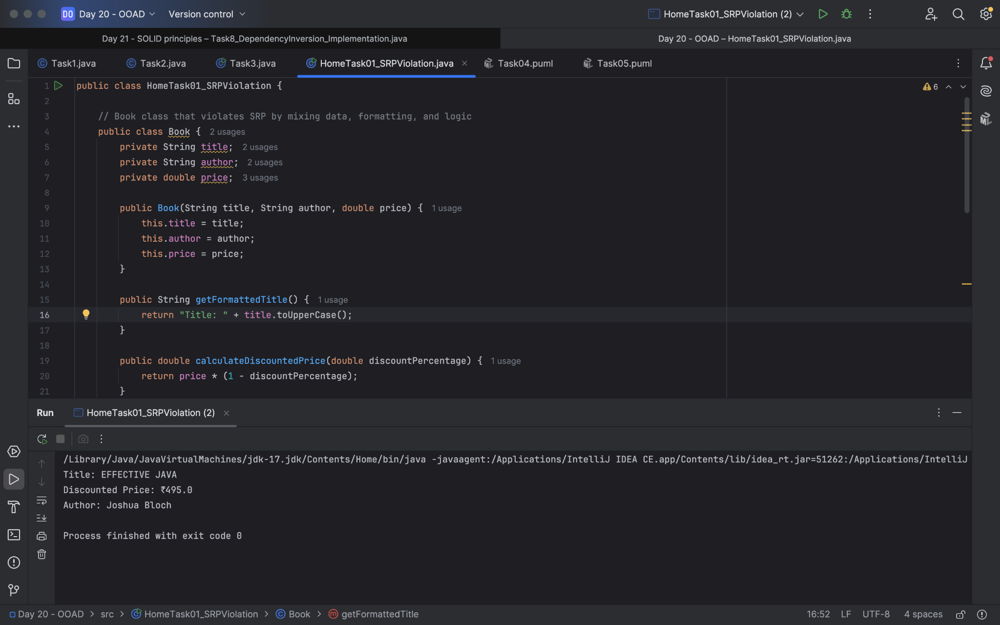 DO Day 20 - OOAD Version control HomeTask01_SRPViolation (2)
Day 21 - SOLID principles – Task8_DependencyInversion_Implementation.java Day 20 - OOAD – HomeTask01_SRPViolation.java
Task1.java Task2.java Task3.java HomeTask01_SRPViolation.java Task04.puml Task05.puml
1 public class HomeTask01_SRPViolation { 6
2
3 // Book class that violates SRP by mixing data, formatting, and logic
4 public class Book { 2 usages
5 private String title; 2 usages
6 private String author; 2 usages
7 private double price; 3 usages
8
9 public Book(String title, String author, double price) { 1 usage
10 this.title = title;
11 this.author = author;
12 this.price = price;
13 }
14
15 public String getFormattedTitle() { 1 usage
16 return "Title: " + title.toUpperCase();
17 }
18
19 public double calculateDiscountedPrice(double discountPercentage) { 1 usage
20 return price * (1 - discountPercentage);
21 }
Run HomeTask01_SRPViolation (2)
/Library/Java/JavaVirtualMachines/jdk-17.jdk/Contents/Home/bin/java -javaagent:/Applications/IntelliJ IDEA CE.app/Contents/lib/idea_rt.jar=51262:/Applications/IntelliJ
Title: EFFECTIVE JAVA
Discounted Price: ₹495.0
Author: Joshua Bloch
Process finished with exit code 0
Day 20 - OOAD > src > HomeTask01_SRPViolation > Book > getFormattedTitle 16:52 LF UTF-8 4 spaces